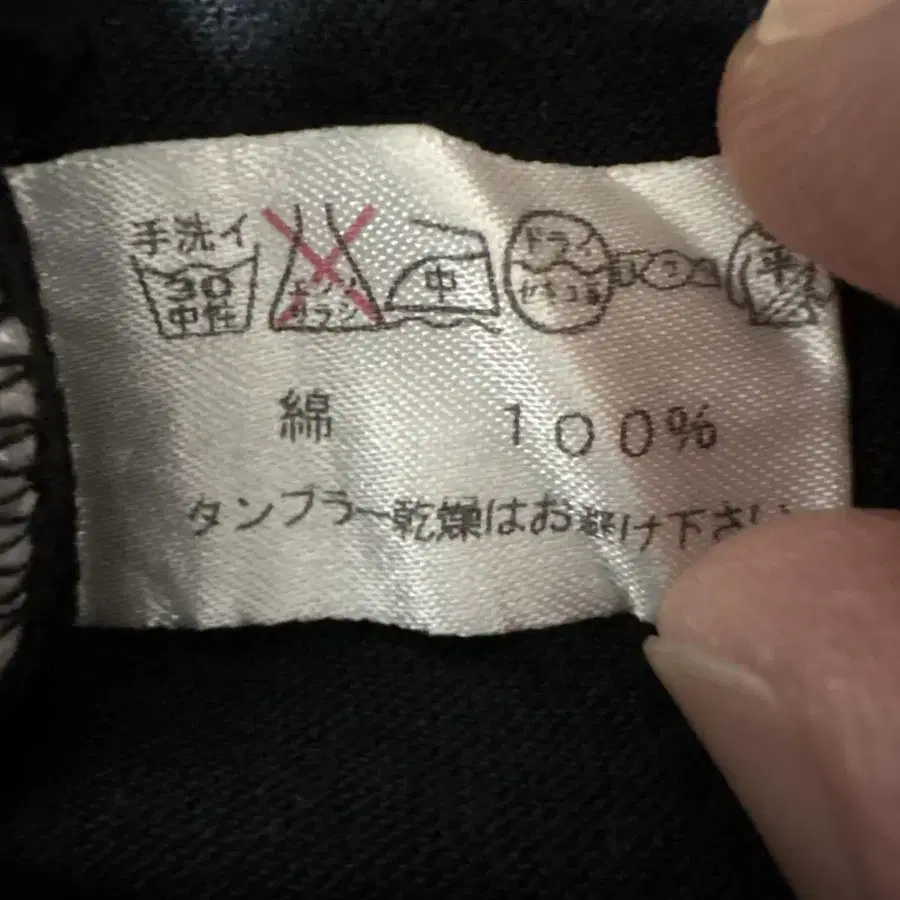 手洗イ
30
中性
エンソ
サラシ
中
ドライ
セキユ系
平
綿 100%
タンブラー乾燥はお避け下さい